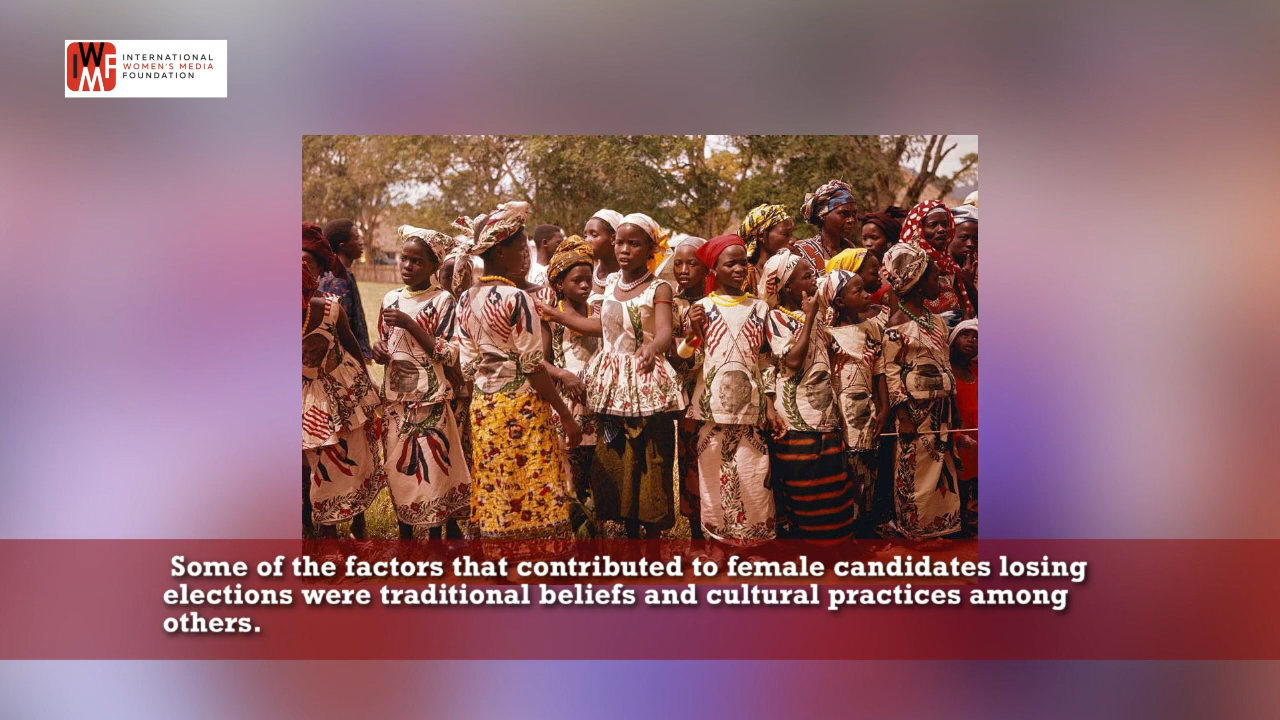 IWMF
INTERNATIONAL
WOMEN'S MEDIA
FOUNDATION
Some of the factors that contributed to female candidates losing
elections were traditional beliefs and cultural practices among
others.